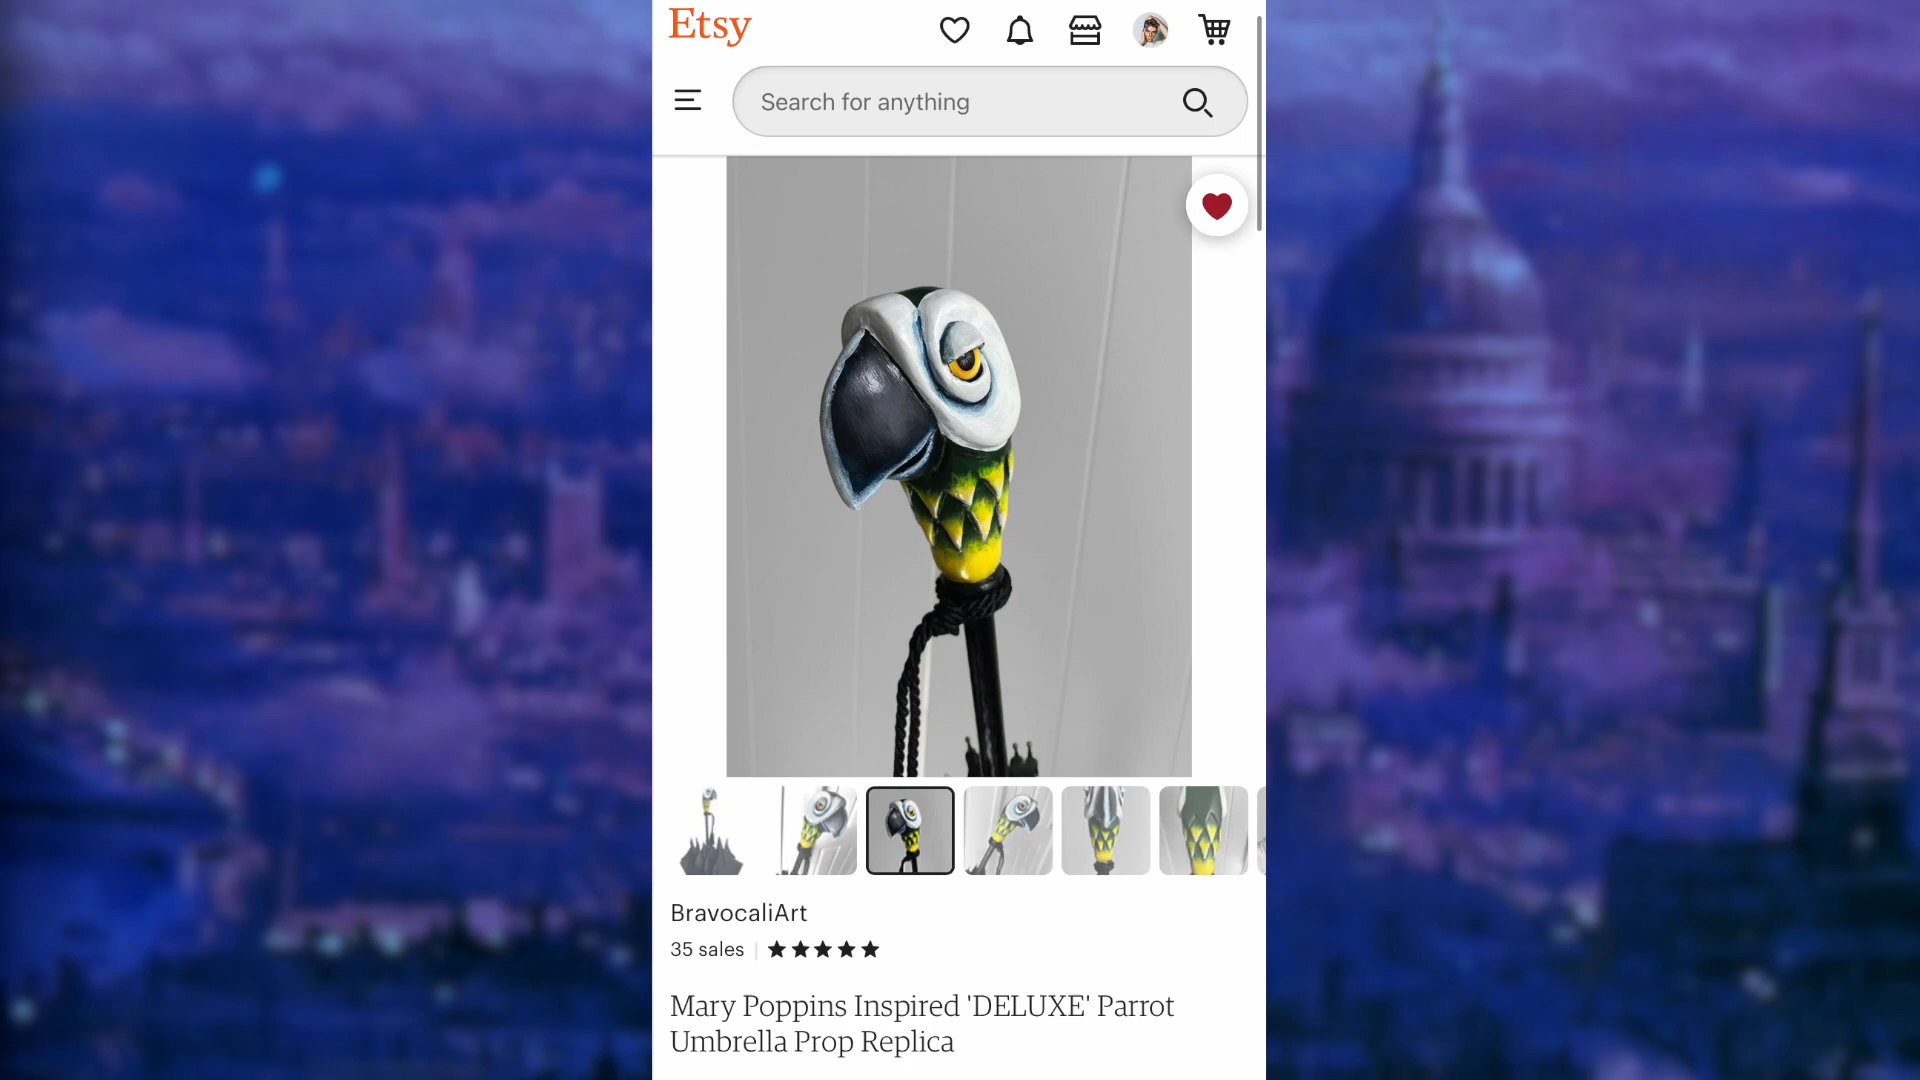 Etsy
Search for anything
BravocaliArt
35 sales
Mary Poppins Inspired 'DELUXE' Parrot
Umbrella Prop Replica